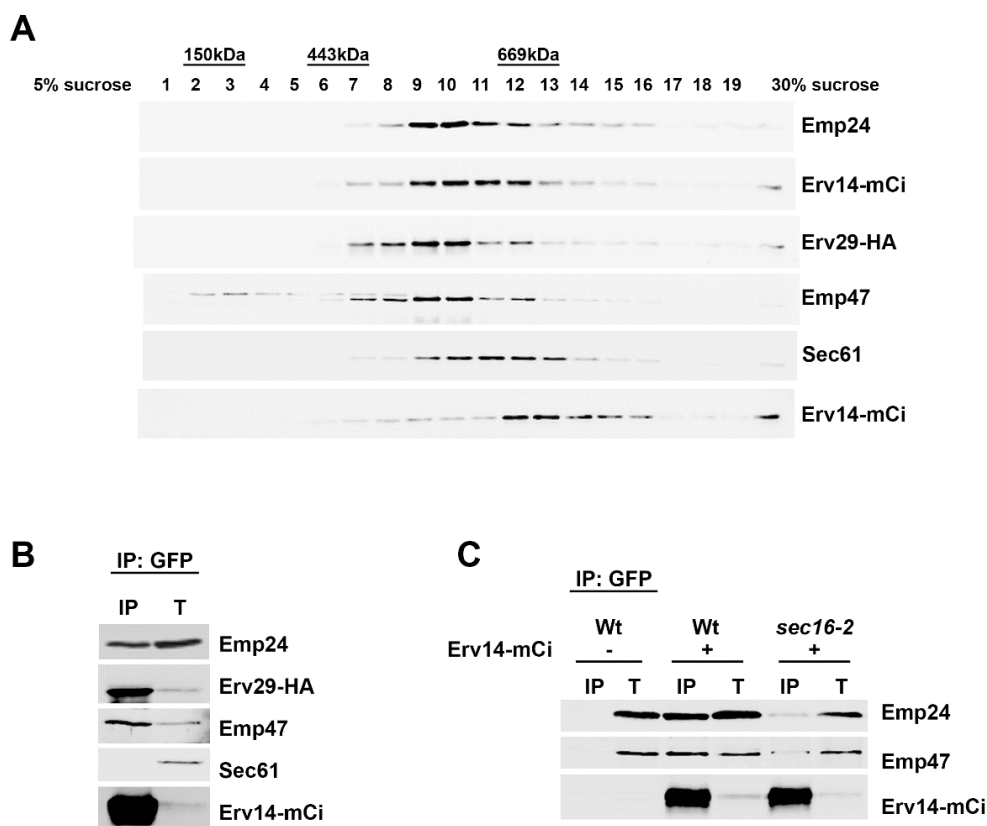 A
150kDa 443kDa 669kDa
5% sucrose 1 2 3 4 5 6 7 8 9 10 11 12 13 14 15 16 17 18 19 30% sucrose
Emp24
Erv14-mCi
Erv29-HA
Emp47
Sec61
Erv14-mCi
B
IP: GFP
IP T
Emp24
Erv29-HA
Emp47
Sec61
Erv14-mCi
C
IP: GFP
Wt Wt sec16-2
Erv14-mCi - + +
IP T IP T IP T
Emp24
Emp47
Erv14-mCi